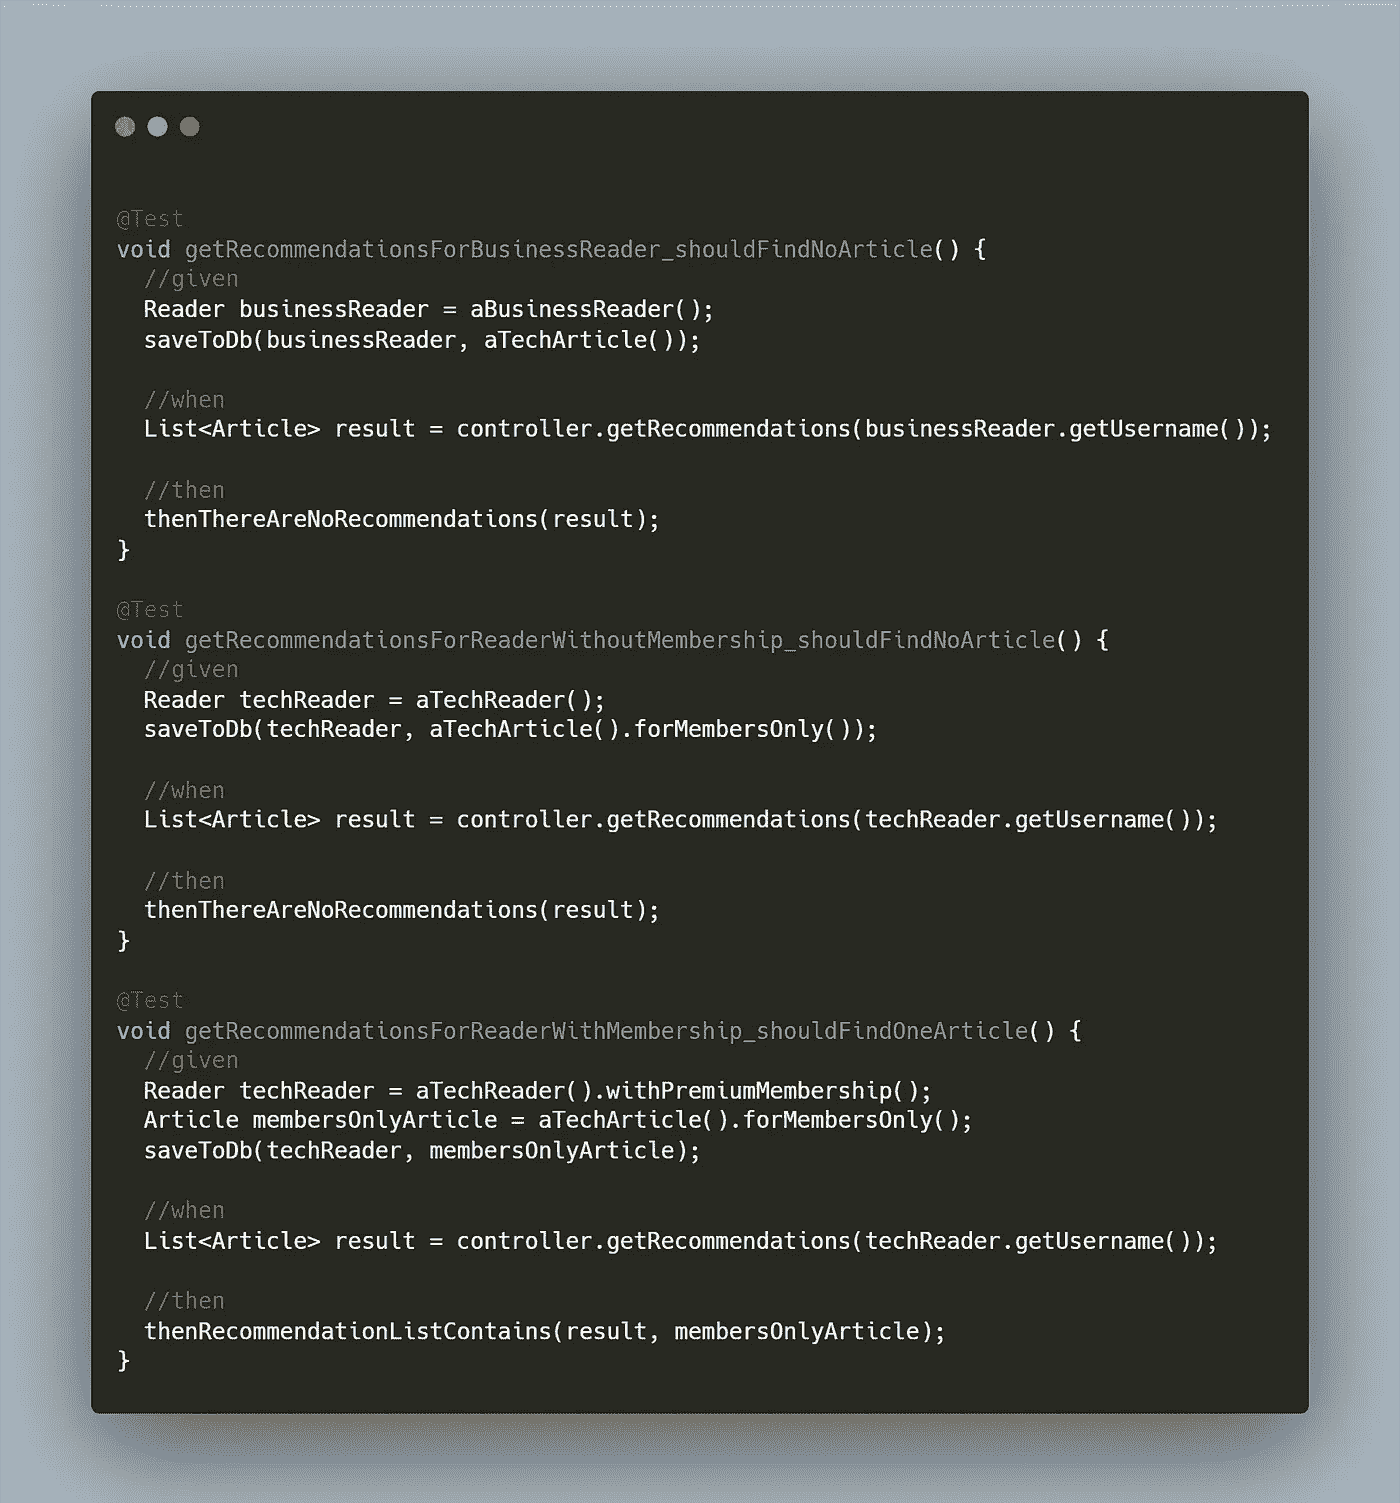 @Test
void getRecommendationsForBusinessReader_shouldFindNoArticle() {
  //given
  Reader businessReader = aBusinessReader();
  saveToDb(businessReader, aTechArticle());

  //when
  List<Article> result = controller.getRecommendations(businessReader.getUsername());

  //then
  thenThereAreNoRecommendations(result);
}

@Test
void getRecommendationsForReaderWithoutMembership_shouldFindNoArticle() {
  //given
  Reader techReader = aTechReader();
  saveToDb(techReader, aTechArticle().forMembersOnly());

  //when
  List<Article> result = controller.getRecommendations(techReader.getUsername());

  //then
  thenThereAreNoRecommendations(result);
}

@Test
void getRecommendationsForReaderWithMembership_shouldFindOneArticle() {
  //given
  Reader techReader = aTechReader().withPremiumMembership();
  Article membersOnlyArticle = aTechArticle().forMembersOnly();
  saveToDb(techReader, membersOnlyArticle);

  //when
  List<Article> result = controller.getRecommendations(techReader.getUsername());

  //then
  thenRecommendationListContains(result, membersOnlyArticle);
}